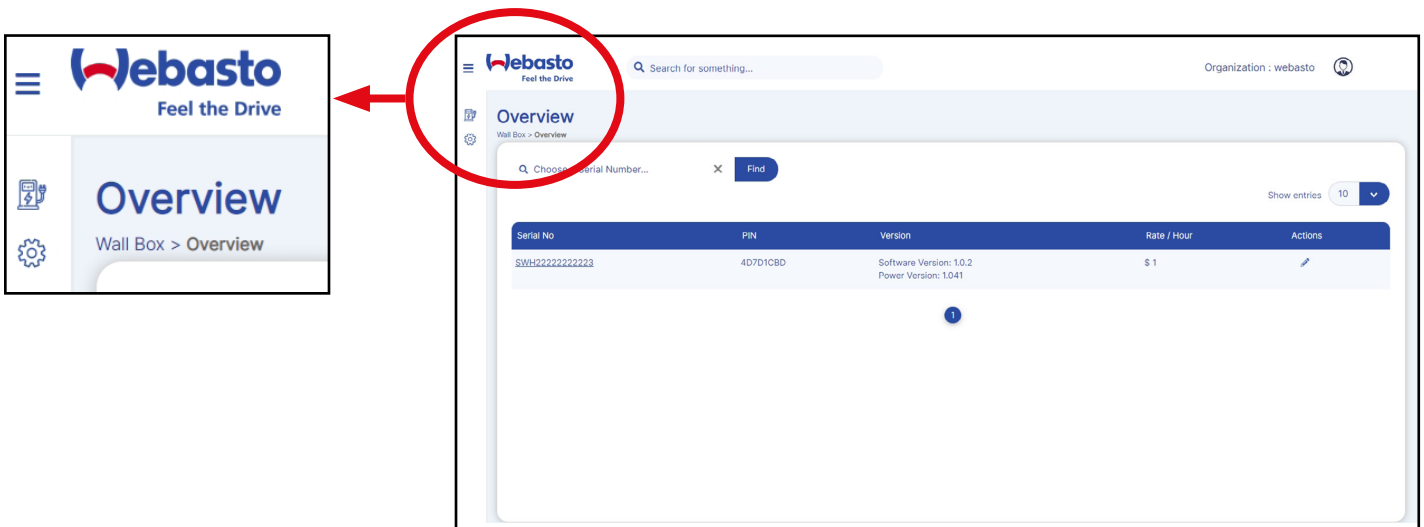 Webasto
Feel the Drive
Overview
Wall Box > Overview
Webasto
Feel the Drive
Search for something...
Organization : webasto
Overview
Wall Box > Overview
Choose Serial Number...
Find
Show entries 10
Serial No PIN Version Rate / Hour Actions
SWH22222222223 4D7D1CBD Software Version: 1.0.2 $ 1
Power Version: 1.041
1